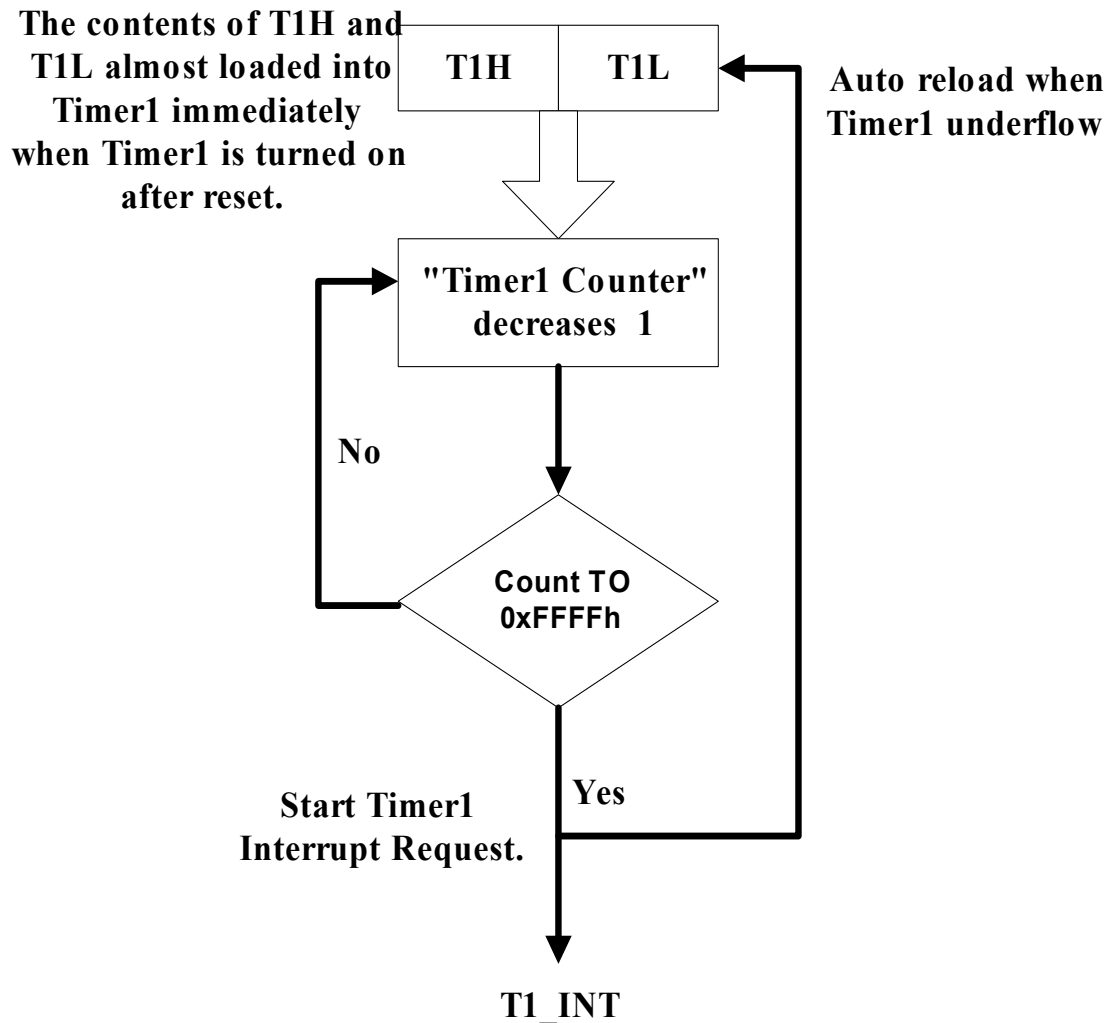 The contents of T1H and
T1L almost loaded into
Timer1 immediately
when Timer1 is turned on
after reset.
T1H
T1L
Auto reload when
Timer1 underflow
"Timer1 Counter"
decreases 1
No
Count TO
0xFFFFh
Yes
Start Timer1
Interrupt Request.
T1_INT